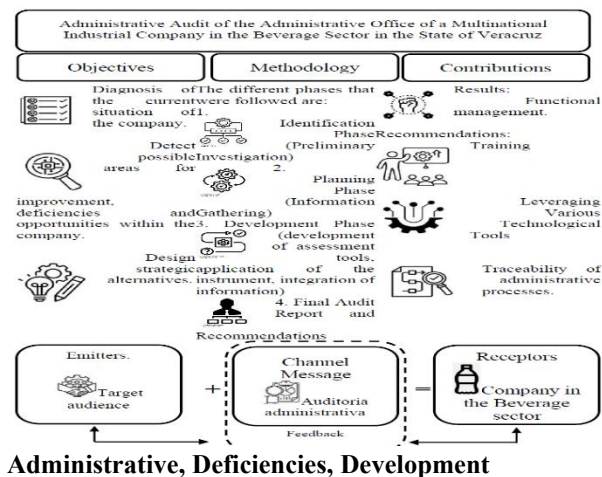 Administrative Audit of the Administrative Office of a Multinational
Industrial Company in the Beverage Sector in the State of Veracruz
Objectives
Methodology
Contributions
Diagnosis of
the current
situation of
the company.
Detect
possible
areas for
improvement,
deficiencies and
opportunities within the
company.
Design
strategic
alternatives.
The different phases that
were followed are:
1.
Identification
Phase
(Preliminary
Investigation)
2.
Planning
Phase
(Information
Gathering)
3. Development Phase
(development
of assessment
tools,
application of the
instrument, integration of
information)
4. Final Audit
Report and
Recommendations
Results:
Functional
management.
Recommendations:
Training
Leveraging
Various
Technological
Tools
Traceability of
administrative
processes.
Emitters.
Target
audience
+
Channel
Message
Auditoria
administrativa
Feedback
=
Receptors
Company in
the Beverage
sector
Administrative, Deficiencies, Development